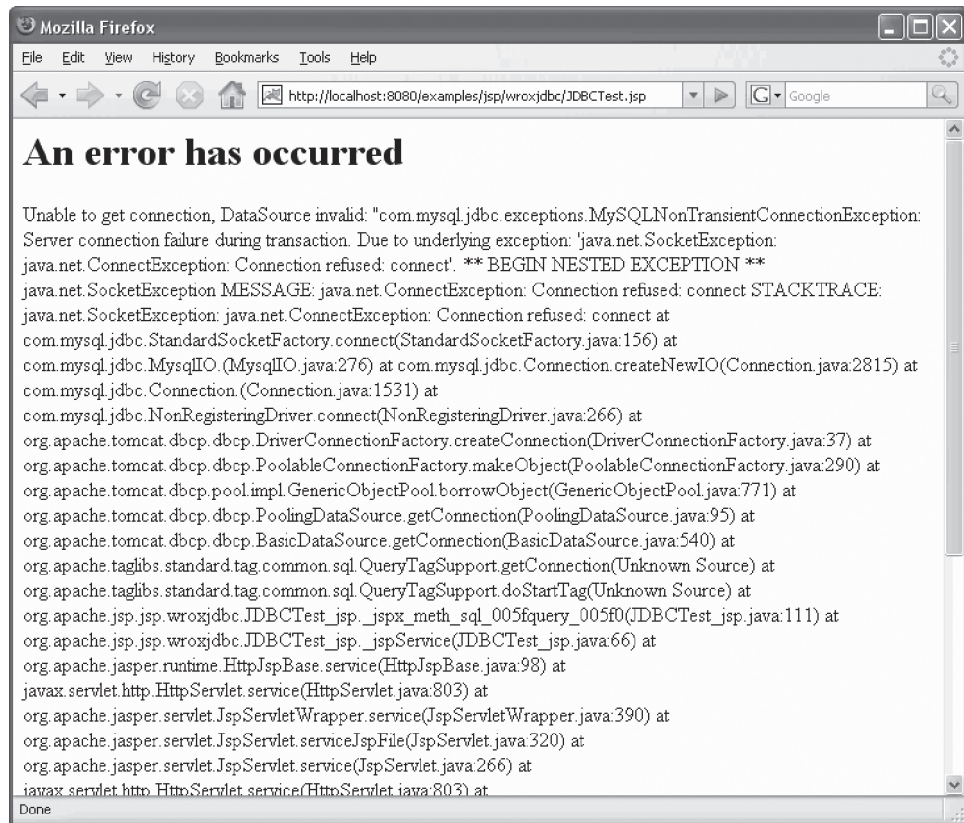 Mozilla Firefox
File Edit View History Bookmarks Tools Help
http://localhost:8080/examples/jsp/wroxjdbc/JDBCTest.jsp
G Google
An error has occurred
Unable to get connection, DataSource invalid: "com.mysql.jdbc.exceptions.MySQLNonTransientConnectionException:
Server connection failure during transaction. Due to underlying exception: 'java.net.SocketException:
java.net.ConnectException: Connection refused: connect'. ** BEGIN NESTED EXCEPTION **
java.net.SocketException MESSAGE: java.net.ConnectException: Connection refused: connect STACKTRACE:
java.net.SocketException: java.net.ConnectException: Connection refused: connect at
com.mysql.jdbc.StandardSocketFactory.connect(StandardSocketFactory.java:156) at
com.mysql.jdbc.MysqlIO.(MysqlIO.java:276) at com.mysql.jdbc.Connection.createNewIO(Connection.java:2815) at
com.mysql.jdbc.Connection.(Connection.java:1531) at
com.mysql.jdbc.NonRegisteringDriver.connect(NonRegisteringDriver.java:266) at
org.apache.tomcat.dbcp.dbcp.DriverConnectionFactory.createConnection(DriverConnectionFactory.java:37) at
org.apache.tomcat.dbcp.dbcp.PoolableConnectionFactory.makeObject(PoolableConnectionFactory.java:290) at
org.apache.tomcat.dbcp.pool.impl.GenericObjectPool.borrowObject(GenericObjectPool.java:771) at
org.apache.tomcat.dbcp.dbcp.PoolingDataSource.getConnection(PoolingDataSource.java:95) at
org.apache.tomcat.dbcp.dbcp.BasicDataSource.getConnection(BasicDataSource.java:540) at
org.apache.taglibs.standard.tag.common.sql.QueryTagSupport.getConnection(Unknown Source) at
org.apache.taglibs.standard.tag.common.sql.QueryTagSupport.doStartTag(Unknown Source) at
org.apache.jsp.jsp.wroxjdbc.JDBCTest_jsp._jspx_meth_sql_005fquery_005f0(JDBCTest_jsp.java:111) at
org.apache.jsp.jsp.wroxjdbc.JDBCTest_jsp._jspService(JDBCTest_jsp.java:66) at
org.apache.jasper.runtime.HttpJspBase.service(HttpJspBase.java:98) at
javax.servlet.http.HttpServlet.service(HttpServlet.java:803) at
org.apache.jasper.servlet.JspServletWrapper.service(JspServletWrapper.java:390) at
org.apache.jasper.servlet.JspServlet.serviceJspFile(JspServlet.java:320) at
org.apache.jasper.servlet.JspServlet.service(JspServlet.java:266) at
javax.servlet.http.HttpServlet.service(HttpServlet.java:803) at
Done